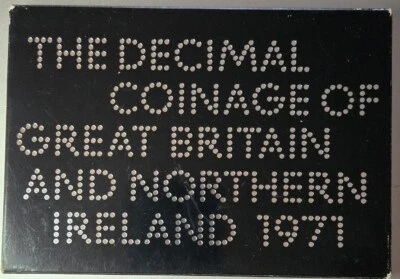 THE DECIMAL
COINAGE OF
GREAT BRITAIN
AND NORTHERN
IRELAND 1971